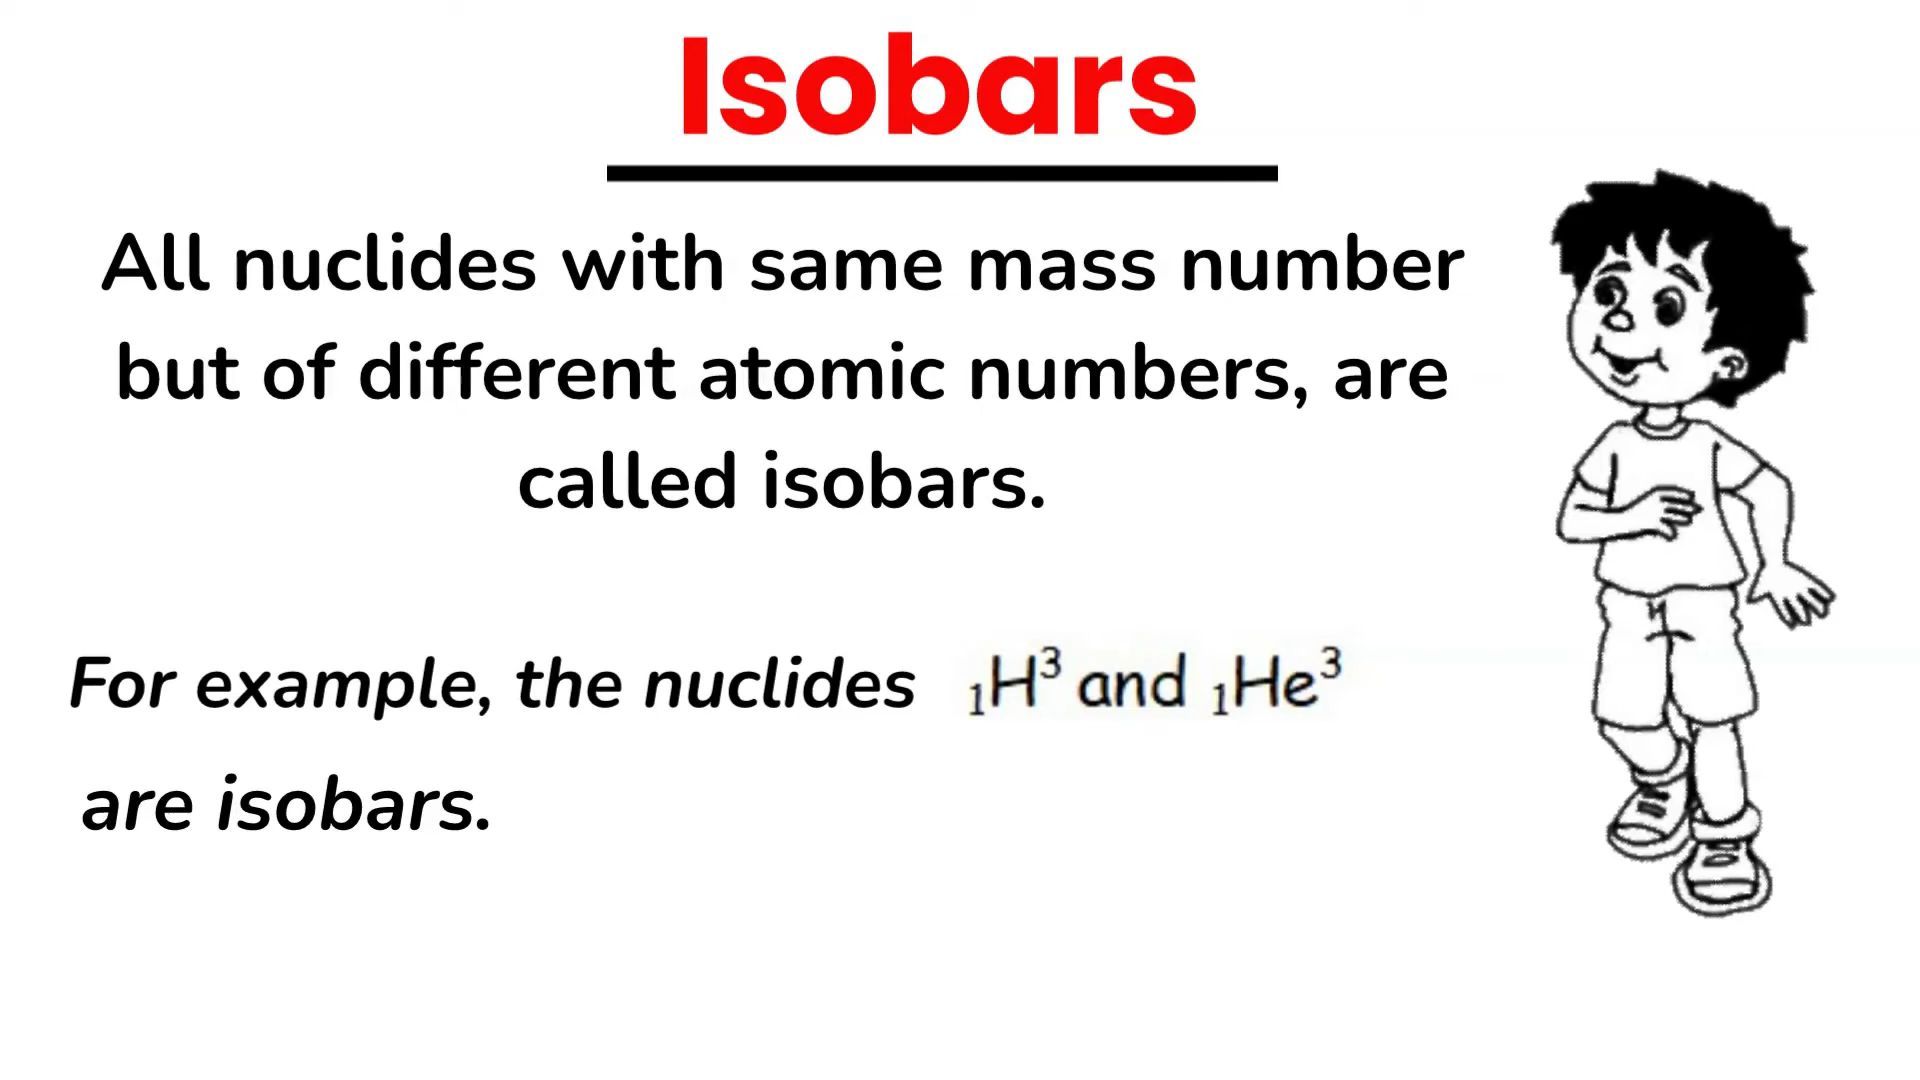 Isobars
All nuclides with same mass number
but of different atomic numbers, are
called isobars.
For example, the nuclides ₁H³ and ₁He³
are isobars.